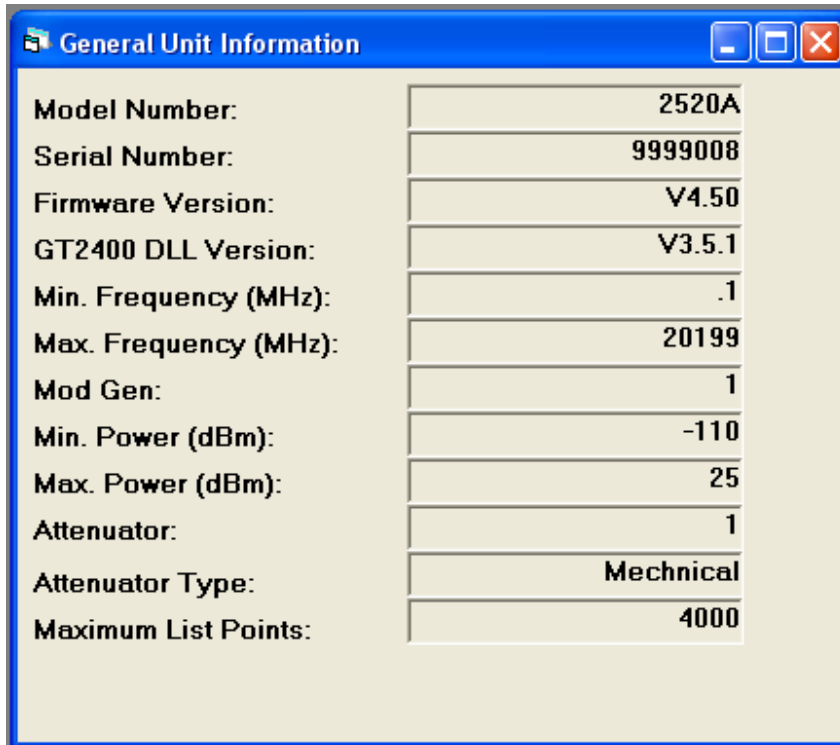 General Unit Information
Model Number: 2520A
Serial Number: 9999008
Firmware Version: V4.50
GT2400 DLL Version: V3.5.1
Min. Frequency (MHz): .1
Max. Frequency (MHz): 20199
Mod Gen: 1
Min. Power (dBm): -110
Max. Power (dBm): 25
Attenuator: 1
Attenuator Type: Mechnical
Maximum List Points: 4000